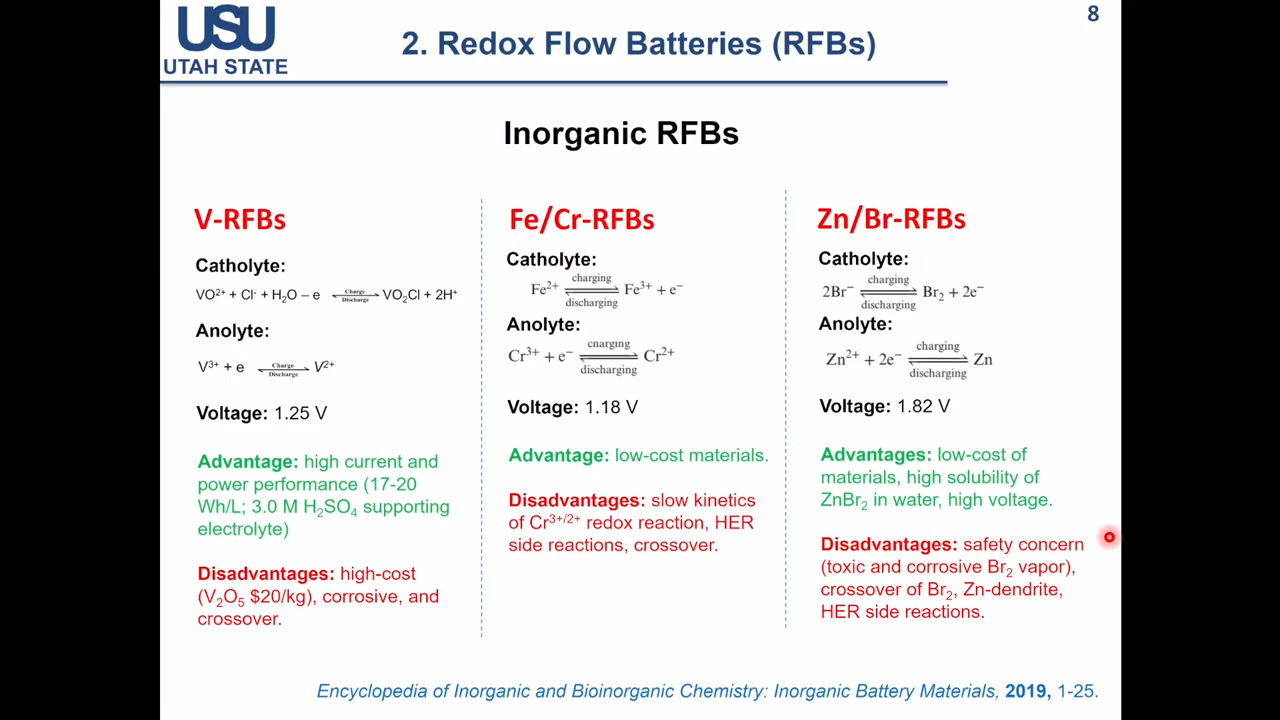 USU
UTAH STATE
2. Redox Flow Batteries (RFBs)
8
Inorganic RFBs
V-RFBs
Catholyte:
VO²⁺ + Cl⁻ + H₂O – e Charge Discharge VO₂Cl + 2H⁺
Anolyte:
V³⁺ + e Charge Discharge V²⁺
Voltage: 1.25 V
Advantage: high current and
power performance (17-20
Wh/L; 3.0 M H₂SO₄ supporting
electrolyte)
Disadvantages: high-cost
(V₂O₅ $20/kg), corrosive, and
crossover.
Fe/Cr-RFBs
Catholyte:
Fe²⁺ charging discharging Fe³⁺ + e⁻
Anolyte:
Cr³⁺ + e⁻ charging discharging Cr²⁺
Voltage: 1.18 V
Advantage: low-cost materials.
Disadvantages: slow kinetics
of Cr³⁺/²⁺ redox reaction, HER
side reactions, crossover.
Zn/Br-RFBs
Catholyte:
2Br⁻ charging discharging Br₂ + 2e⁻
Anolyte:
Zn²⁺ + 2e⁻ charging discharging Zn
Voltage: 1.82 V
Advantages: low-cost of
materials, high solubility of
ZnBr₂ in water, high voltage.
Disadvantages: safety concern
(toxic and corrosive Br₂ vapor),
crossover of Br₂, Zn-dendrite,
HER side reactions.
Encyclopedia of Inorganic and Bioinorganic Chemistry: Inorganic Battery Materials, 2019, 1-25.